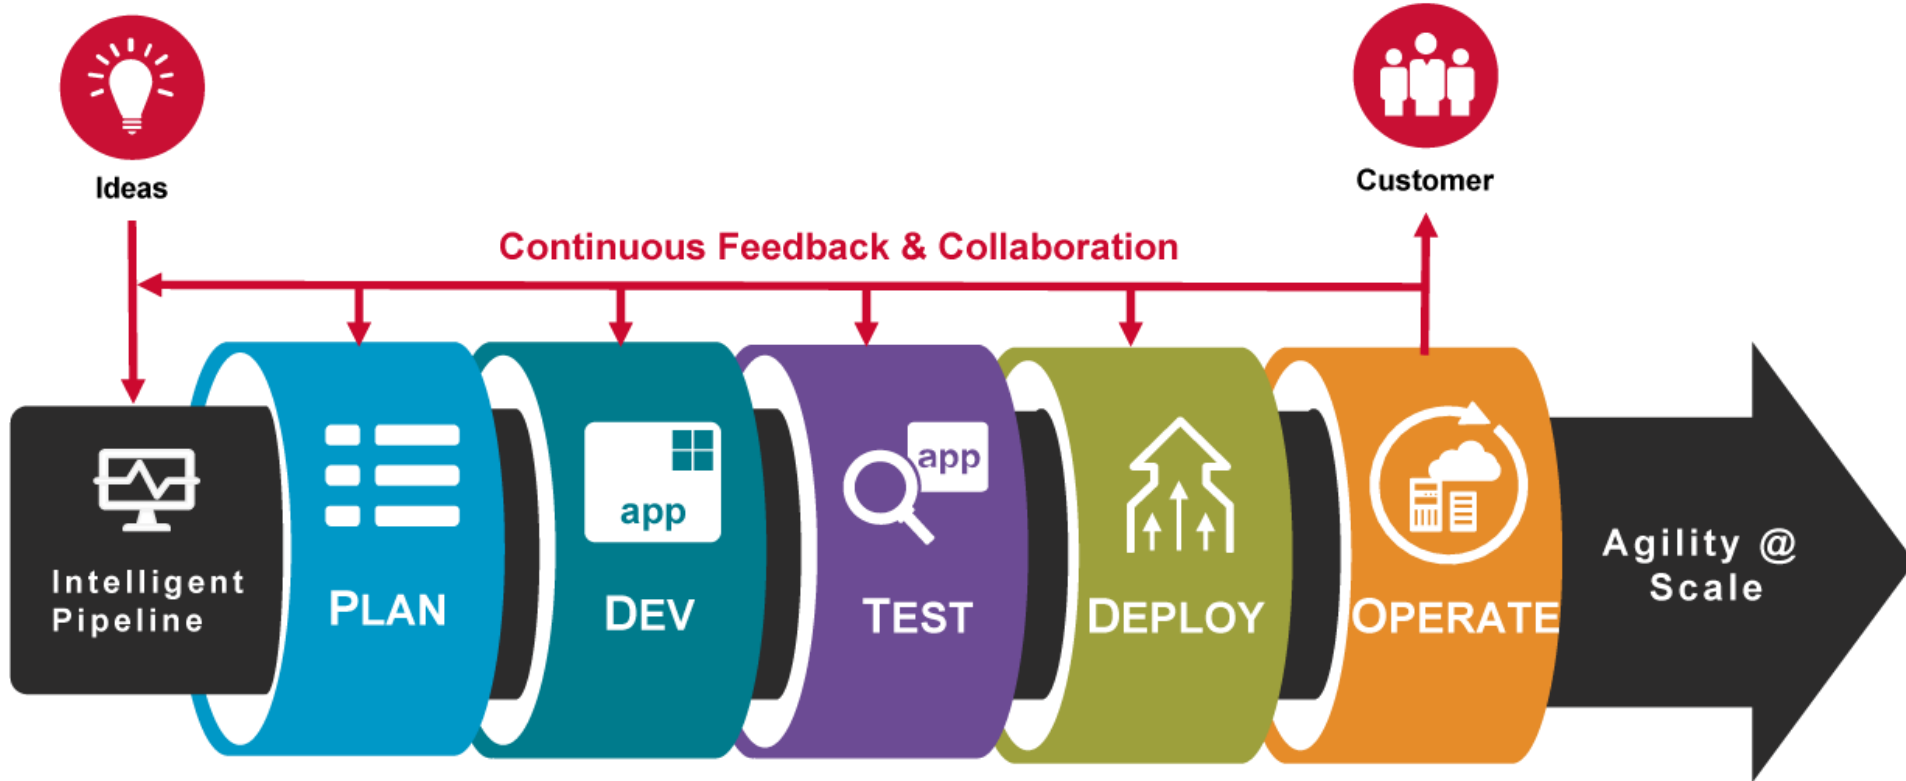 Ideas
Customer
Continuous Feedback & Collaboration
Intelligent
Pipeline
PLAN
app
DEV
app
TEST
DEPLOY
OPERATE
Agility @
Scale